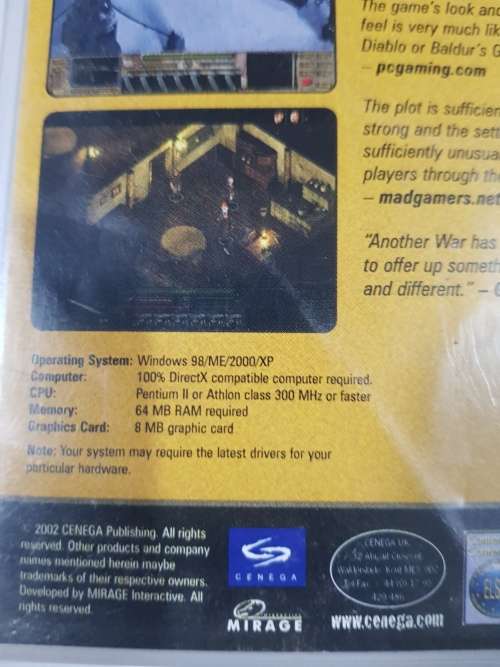 The game's look and
feel is very much lik
Diablo or Baldur's G
– pcgaming.com
The plot is sufficien
strong and the sett
sufficiently unusua
players through the
– madgamers.net
"Another War has
to offer up someth
and different." –
Operating System: Windows 98/ME/2000/XP
Computer: 100% DirectX compatible computer required.
CPU: Pentium II or Athlon class 300 MHz or faster
Memory: 64 MB RAM required
Graphics Card: 8 MB graphic card
Note: Your system may require the latest drivers for your
particular hardware.
© 2002 CENEGA Publishing. All rights
reserved. Other products and company
names mentioned herein maybe
trademarks of their respective owners.
Developed by MIRAGE Interactive. All
rights reserved.
CENEGA
INTERACTIVE
MIRAGE
CENEGA UK
www.cenega.com
ELS